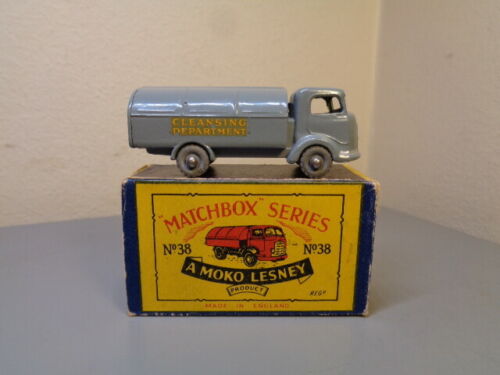 CLEANSING
DEPARTMENT
"MATCHBOX" SERIES
Nº38 Nº38
A MOKO LESNEY
PRODUCT
REGD
MADE IN ENGLAND